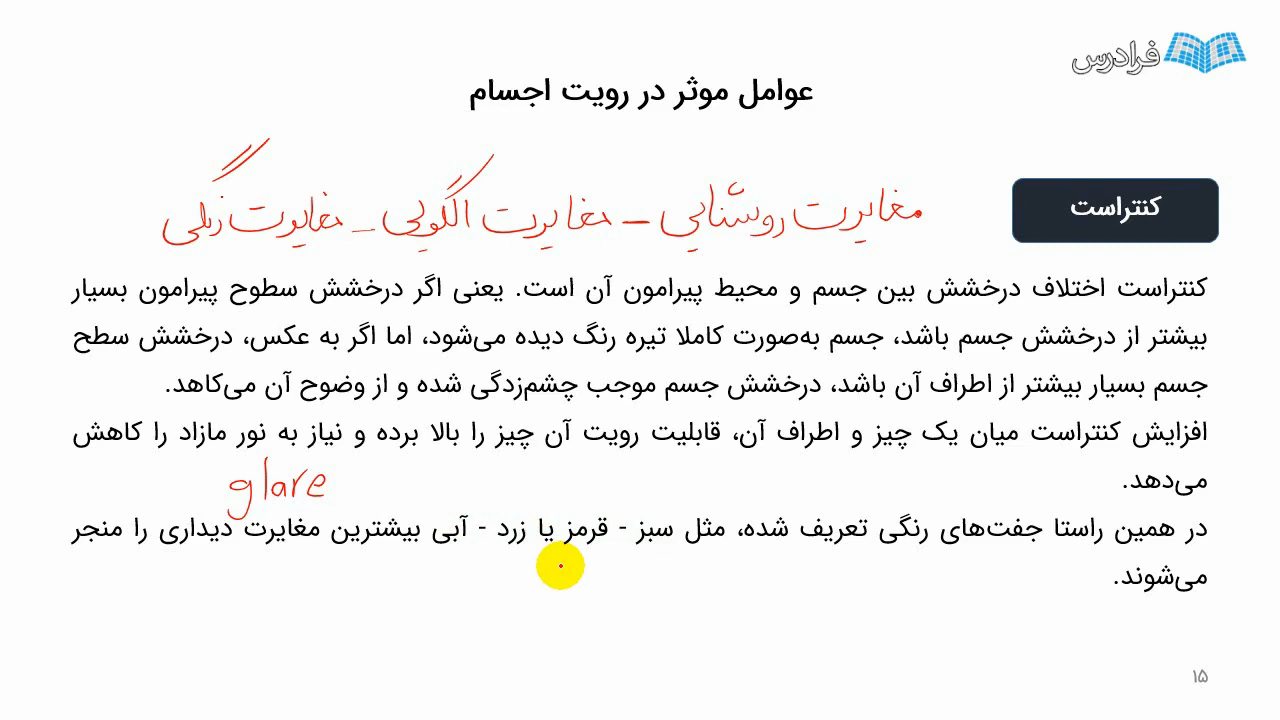 فرادرس
عوامل موثر در رویت اجسام
کنتراست
مغایرت روشنایی - مغایرت الگویی - مغایرت رنگی
کنتراست اختلاف درخشش بین جسم و محیط پیرامون آن است. یعنی اگر درخشش سطوح پیرامون بسیار
بیشتر از درخشش جسم باشد، جسم به‌صورت کاملا تیره رنگ دیده می‌شود، اما اگر به عکس، درخشش سطح
جسم بسیار بیشتر از اطراف آن باشد، درخشش جسم موجب چشم‌زدگی شده و از وضوح آن می‌کاهد.
افزایش کنتراست میان یک چیز و اطراف آن، قابلیت رویت آن چیز را بالا برده و نیاز به نور مازاد را کاهش
می‌دهد.
glare
در همین راستا جفت‌های رنگی تعریف شده، مثل سبز - قرمز یا زرد - آبی بیشترین مغایرت دیداری را منجر
می‌شوند.
۱۵